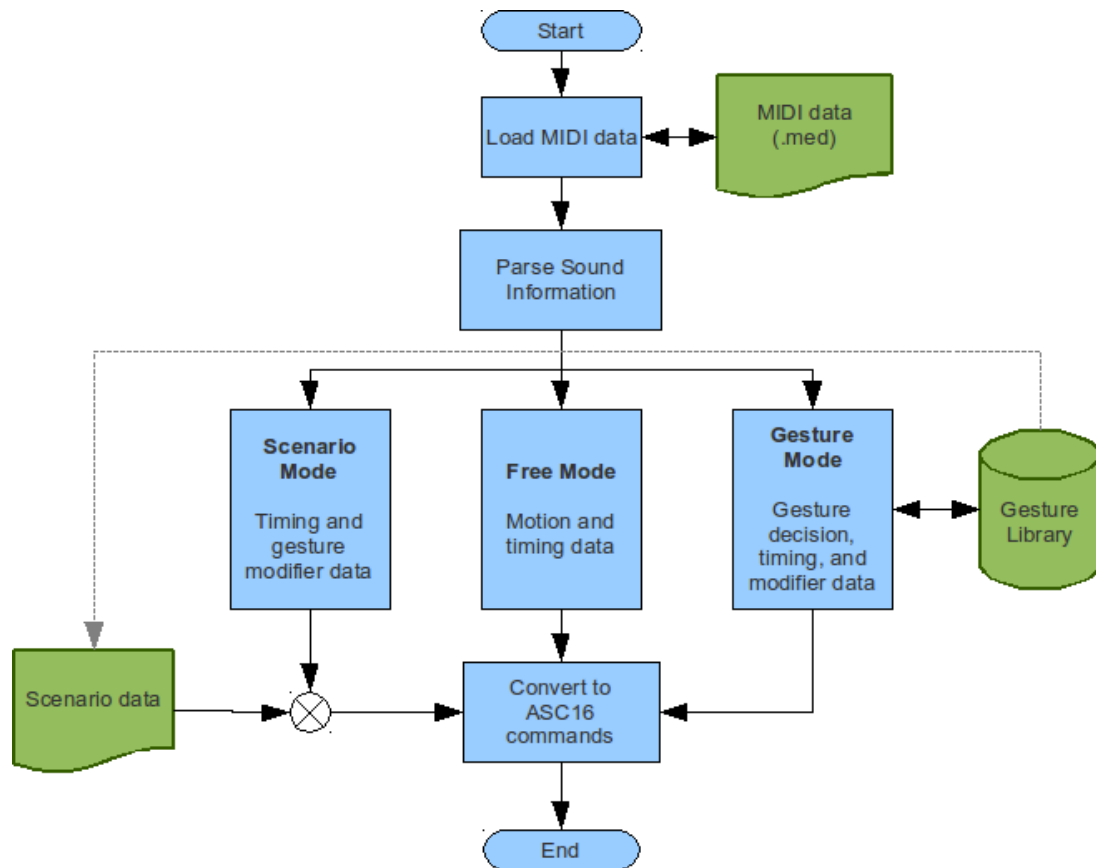 Start
Load MIDI data
MIDI data
(.med)
Parse Sound
Information
Scenario
Mode
Timing and
gesture
modifier data
Free Mode
Motion and
timing data
Gesture
Mode
Gesture
decision,
timing, and
modifier data
Gesture
Library
Scenario data
Convert to
ASC16
commands
End